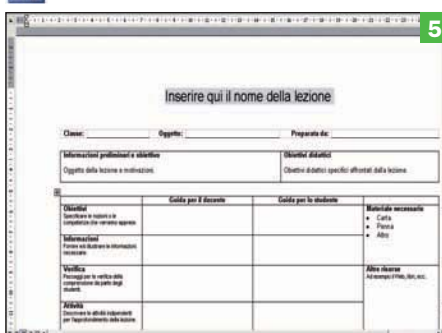 5
Inserire qui il nome della lezione
Classe: Oggetto: Preparata da:
Informazioni preliminari e obiettivo Obiettivi didattici
Oggetto della lezione e motivazioni. Obiettivi didattici specifici affrontati dalla lezione.
Guida per il docente Guida per lo studente Materiale necessario
Obiettivi
Specificare le nozioni o le
competenze che verranno apprese.
• Carta
• Penna
• Altro
Informazioni
Fornire e/o illustrare le informazioni
necessarie.
Verifica
Passaggi per la verifica della
comprensione da parte degli
studenti.
Altre risorse
Ad esempio il Web, libri, ecc.
Attività
Descrivere le attività indipendenti
per l'approfondimento della lezione.